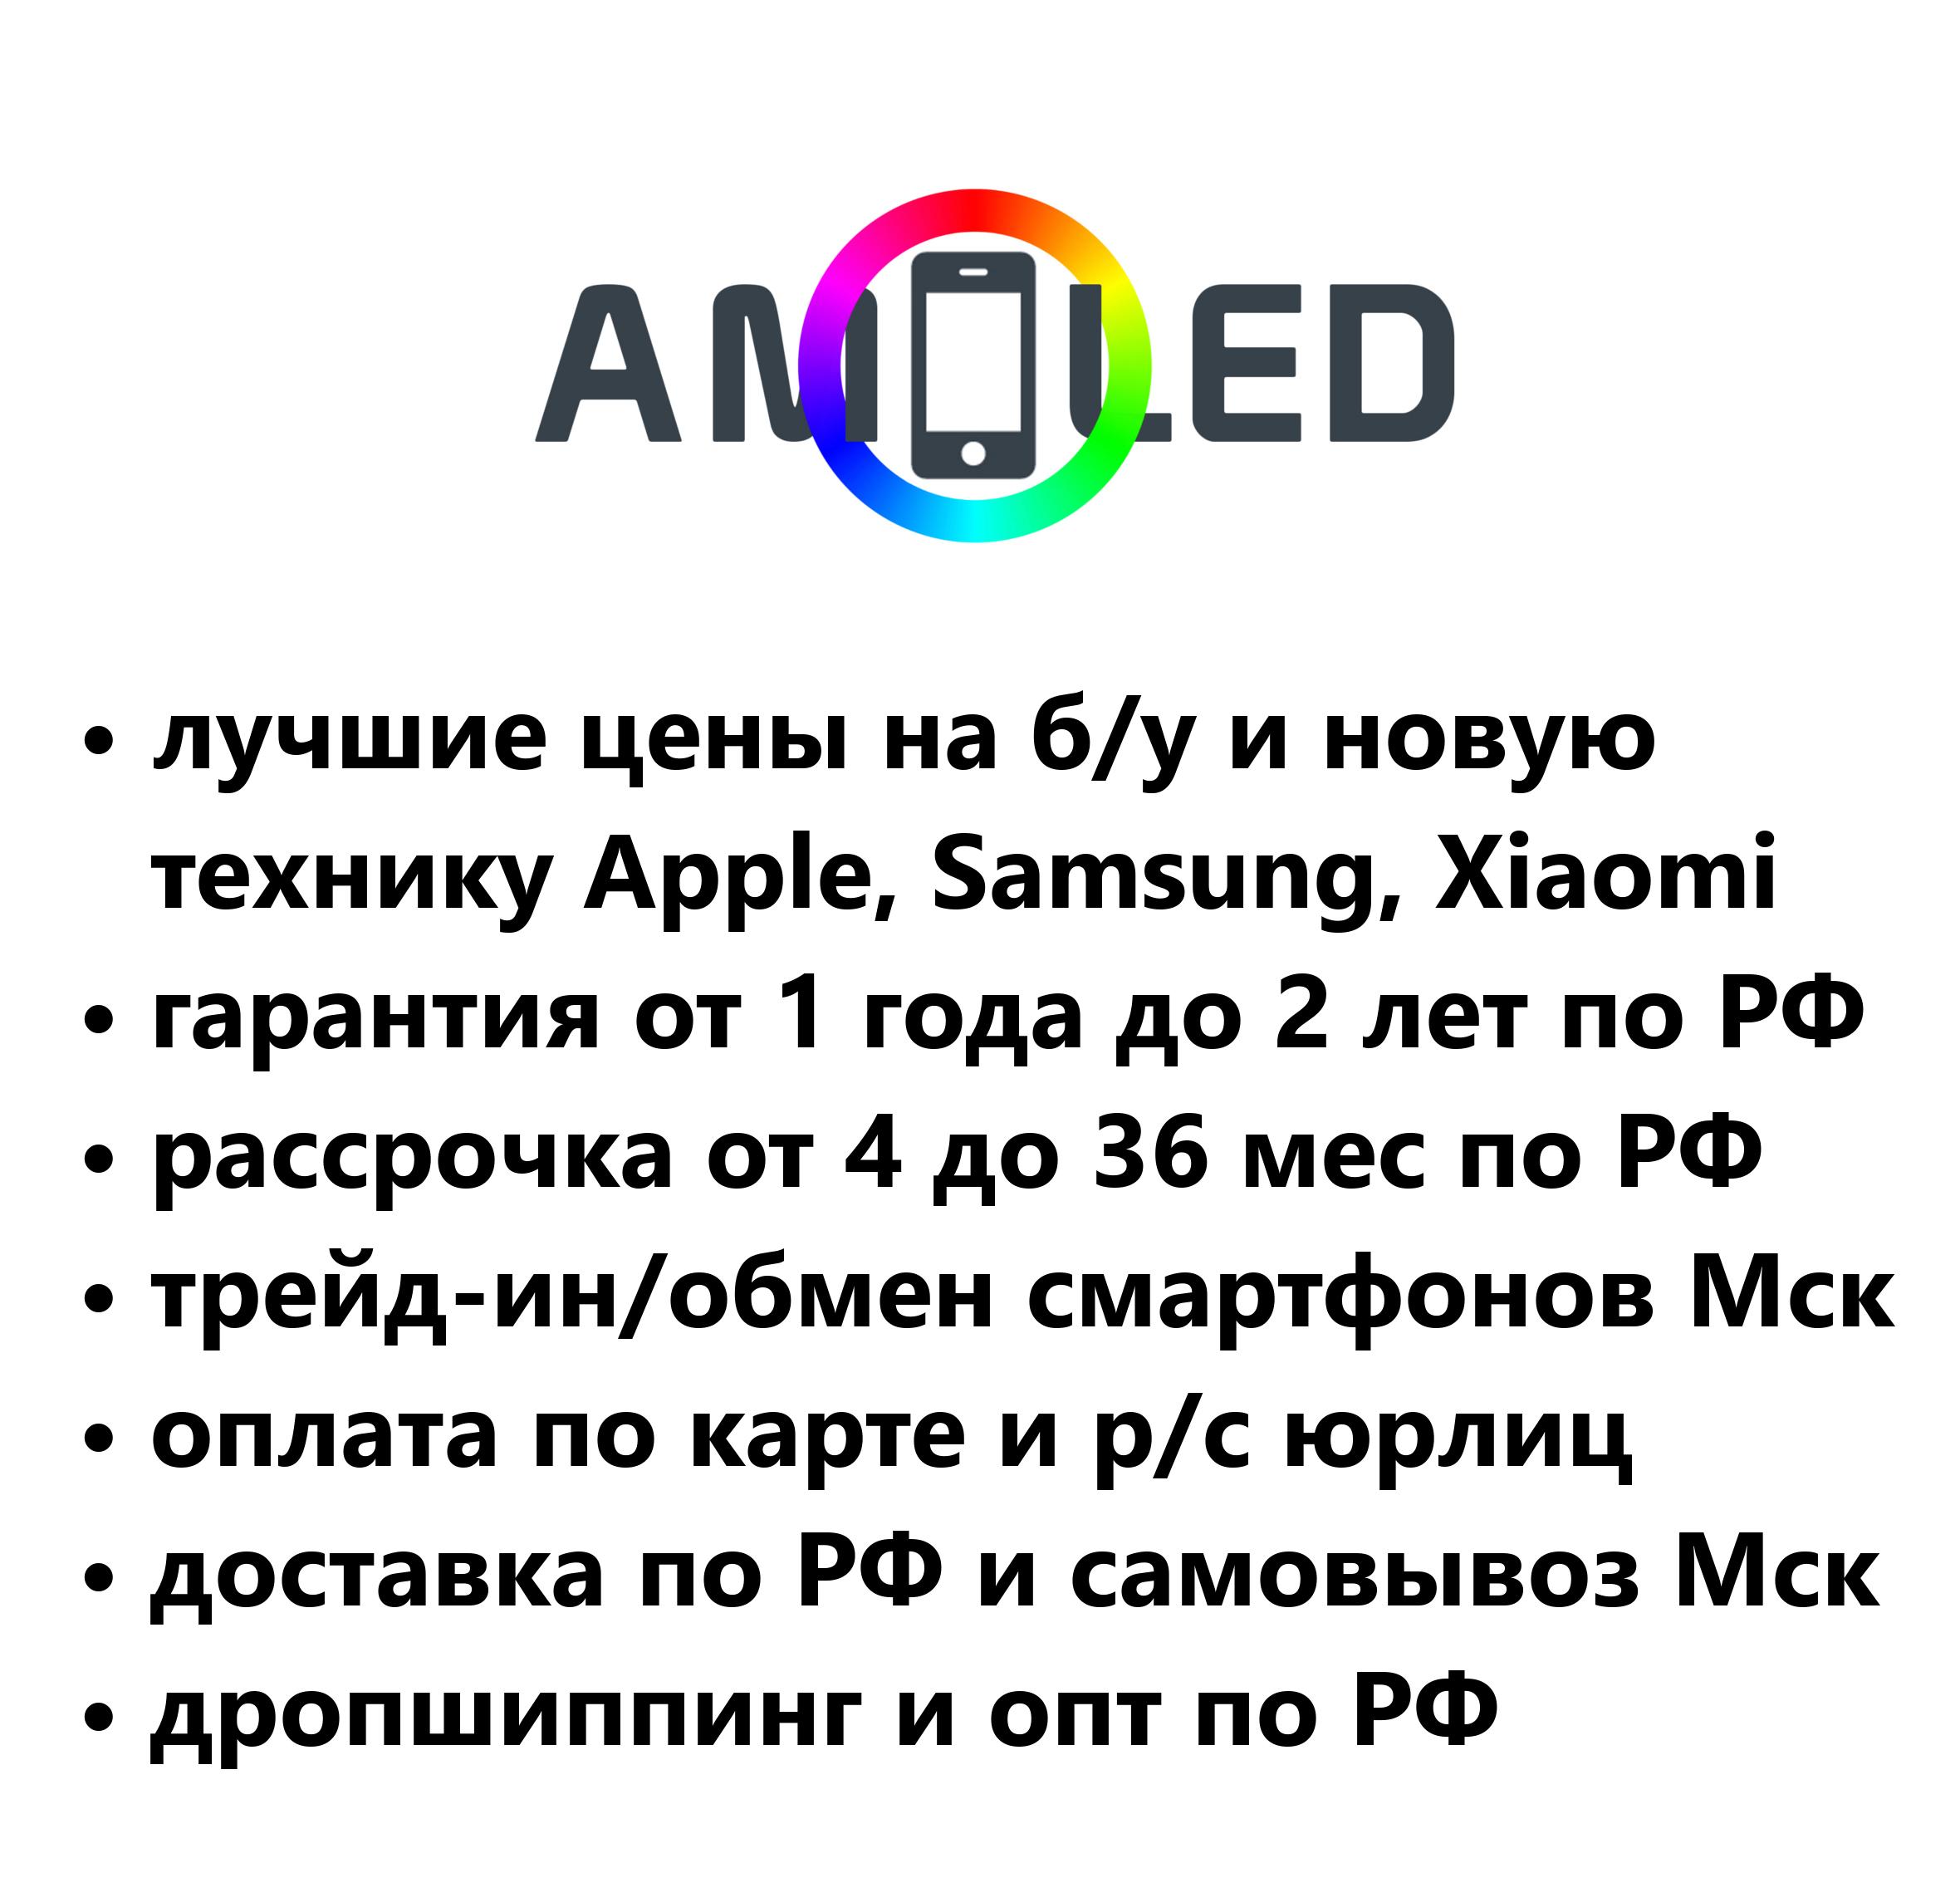 AMOLED
• лучшие цены на б/у и новую
технику Apple, Samsung, Xiaomi
• гарантия от 1 года до 2 лет по РФ
• рассрочка от 4 до 36 мес по РФ
• трейд-ин/обмен смартфонов Мск
• оплата по карте и р/с юрлиц
• доставка по РФ и самовывоз Мск
• дропшиппинг и опт по РФ